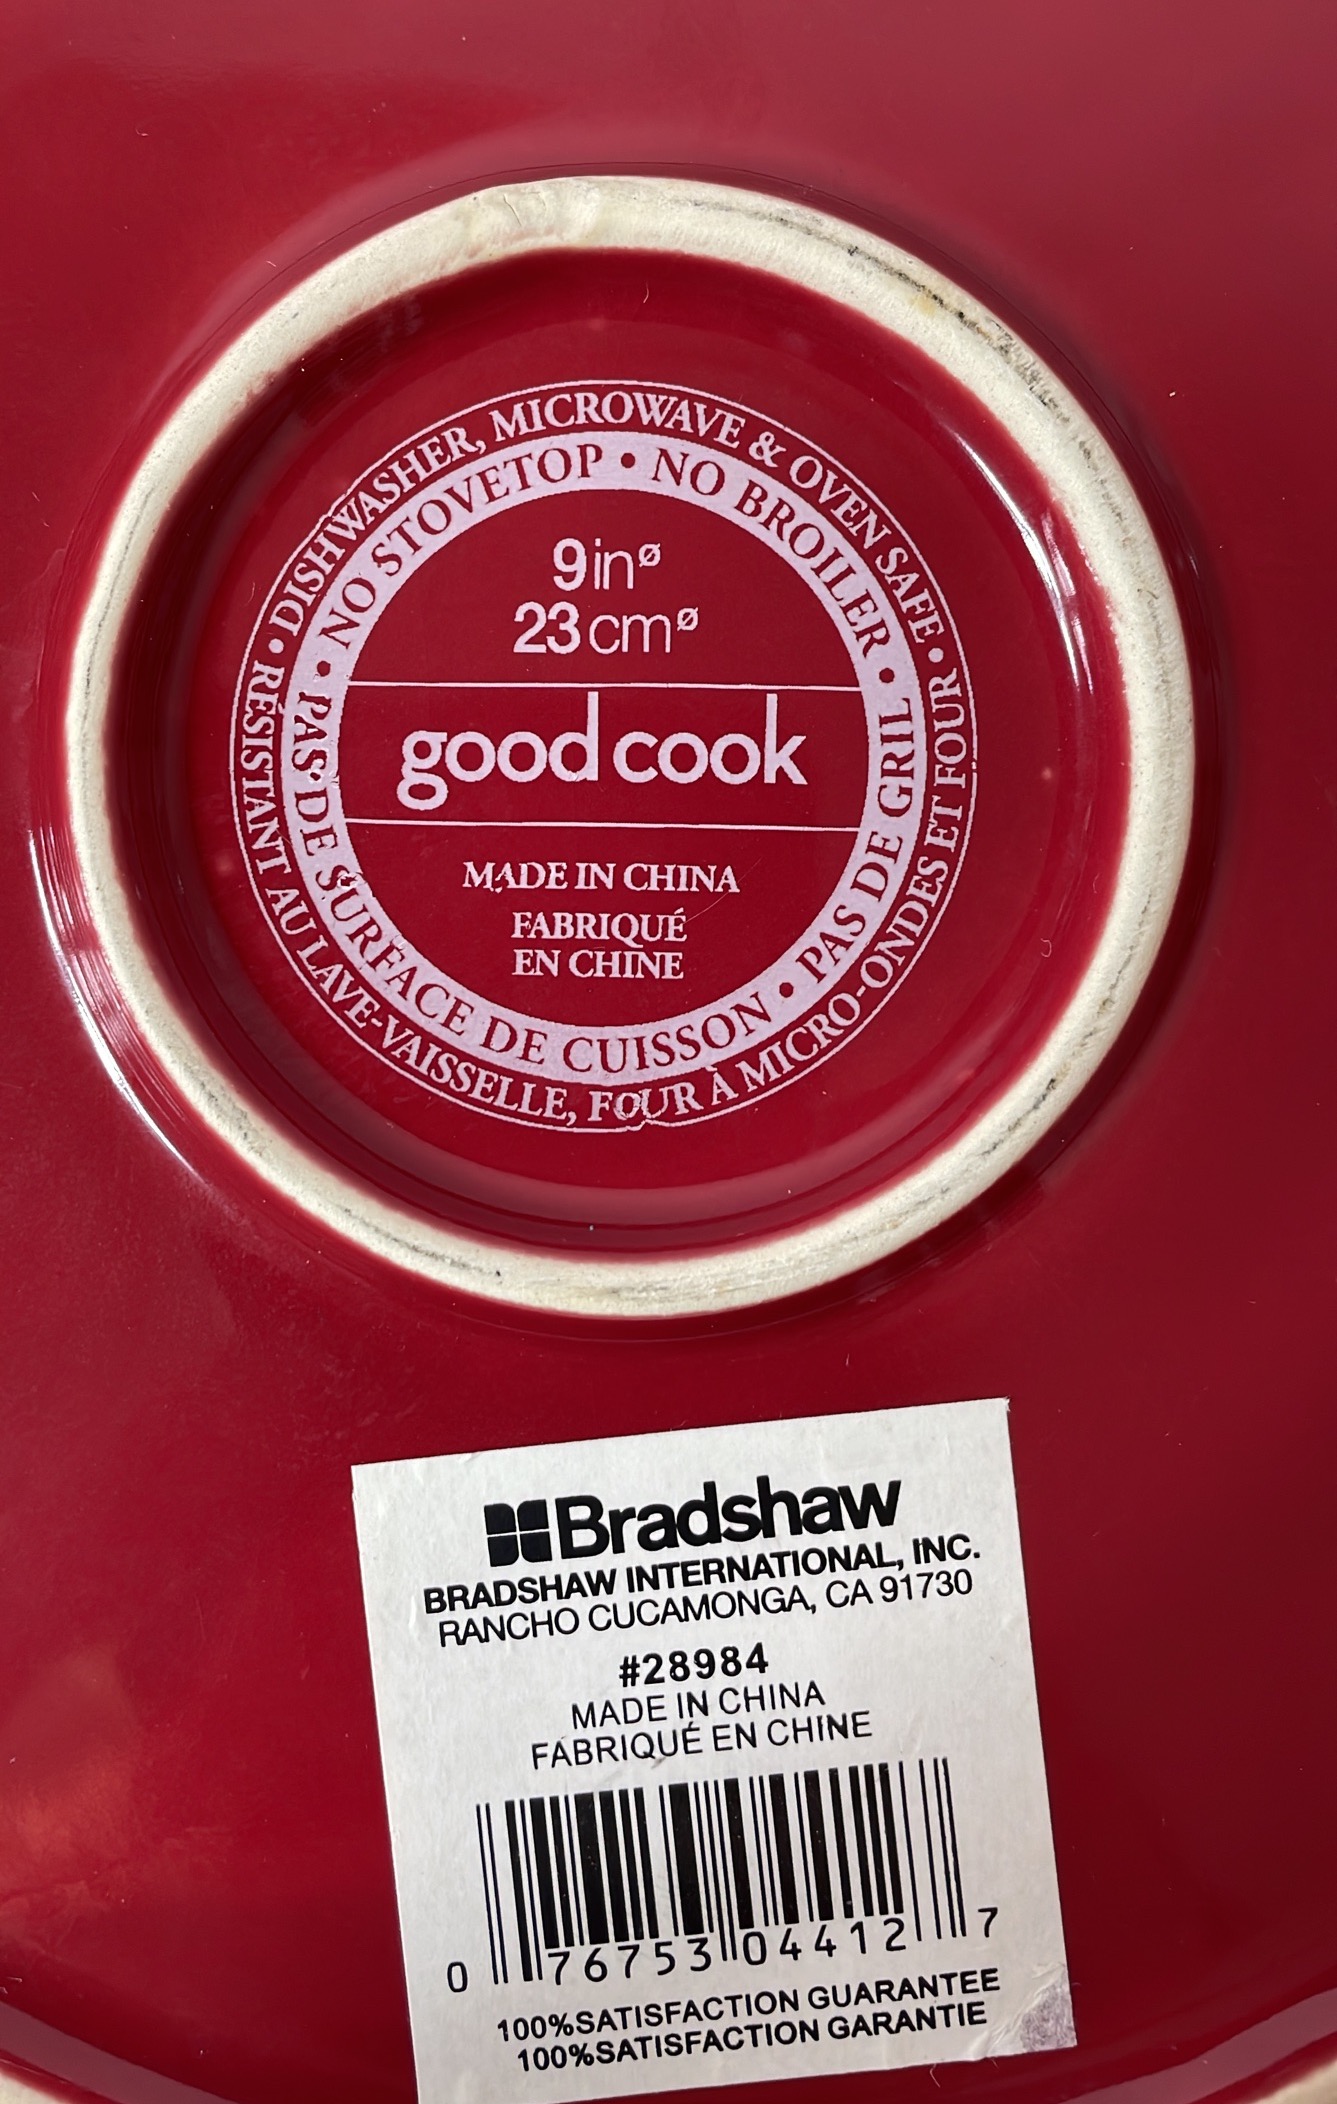 • DISHWASHER, MICROWAVE & OVEN SAFE •
RÉSISTANT AU LAVE-VAISSELLE, FOUR À MICRO-ONDES ET FOUR
• NO STOVETOP • NO BROILER •
PAS DE SURFACE DE CUISSON • PAS DE GRIL
9inø
23cmø
good cook
MADE IN CHINA
FABRIQUÉ
EN CHINE
Bradshaw
BRADSHAW INTERNATIONAL, INC.
RANCHO CUCAMONGA, CA 91730
#28984
MADE IN CHINA
FABRIQUÉ EN CHINE
0 76753 04412 7
100%SATISFACTION GUARANTEE
100%SATISFACTION GARANTIE